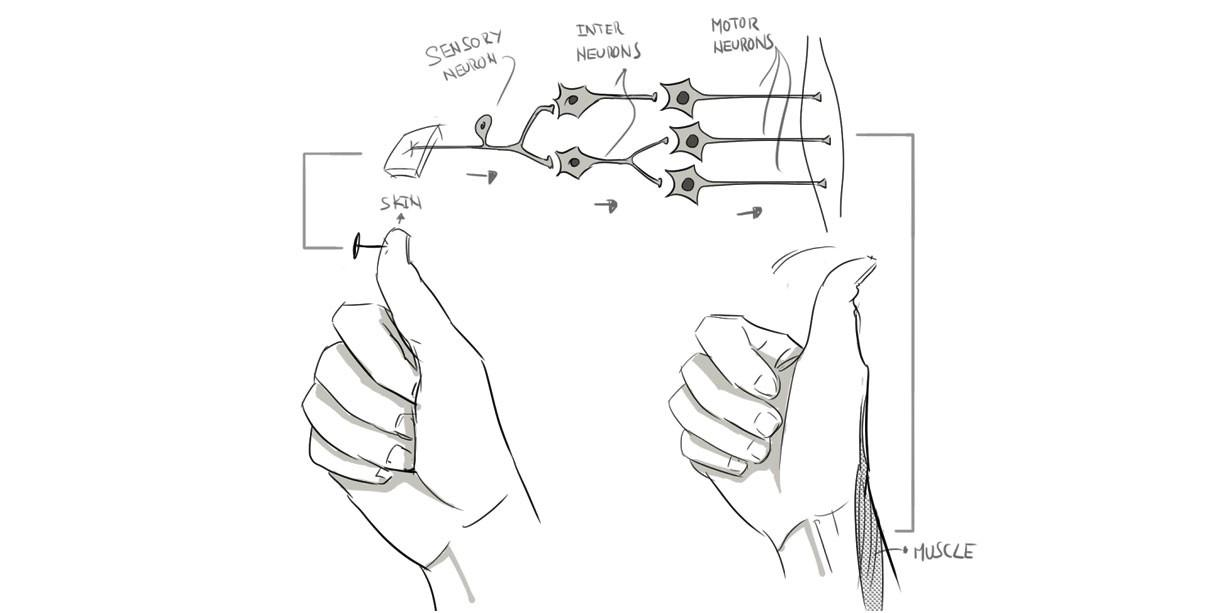 SENSORY
NEURON
INTER
NEURONS
MOTOR
NEURONS
SKIN
MUSCLE